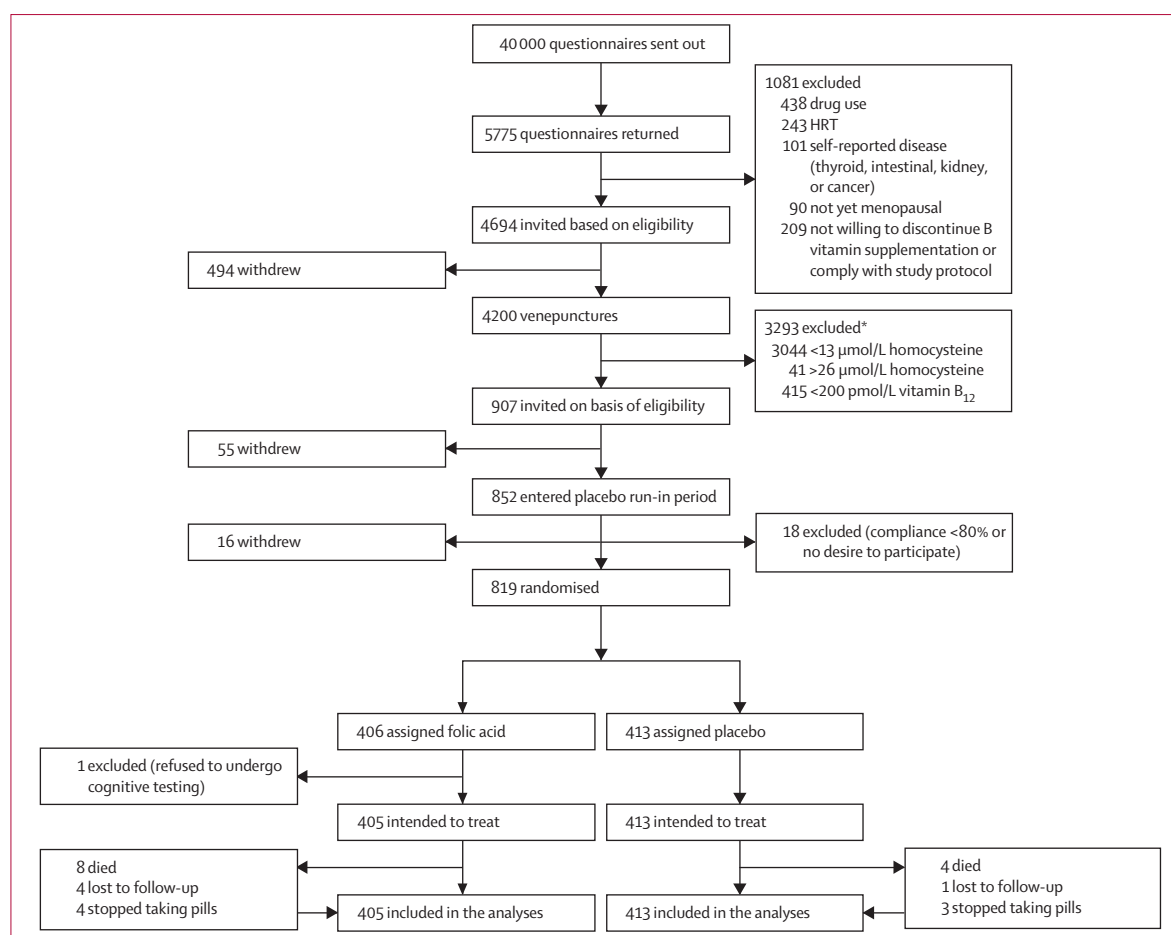 40 000 questionnaires sent out
1081 excluded
438 drug use
243 HRT
101 self-reported disease
(thyroid, intestinal, kidney,
or cancer)
90 not yet menopausal
209 not willing to discontinue B
vitamin supplementation or
comply with study protocol
5775 questionnaires returned
4694 invited based on eligibility
494 withdrew
4200 venepunctures
3293 excluded*
3044 <13 µmol/L homocysteine
41 >26 µmol/L homocysteine
415 <200 pmol/L vitamin B12
907 invited on basis of eligibility
55 withdrew
852 entered placebo run-in period
16 withdrew
18 excluded (compliance <80% or
no desire to participate)
819 randomised
406 assigned folic acid
413 assigned placebo
1 excluded (refused to undergo
cognitive testing)
405 intended to treat
413 intended to treat
8 died
4 lost to follow-up
4 stopped taking pills
4 died
1 lost to follow-up
3 stopped taking pills
405 included in the analyses
413 included in the analyses